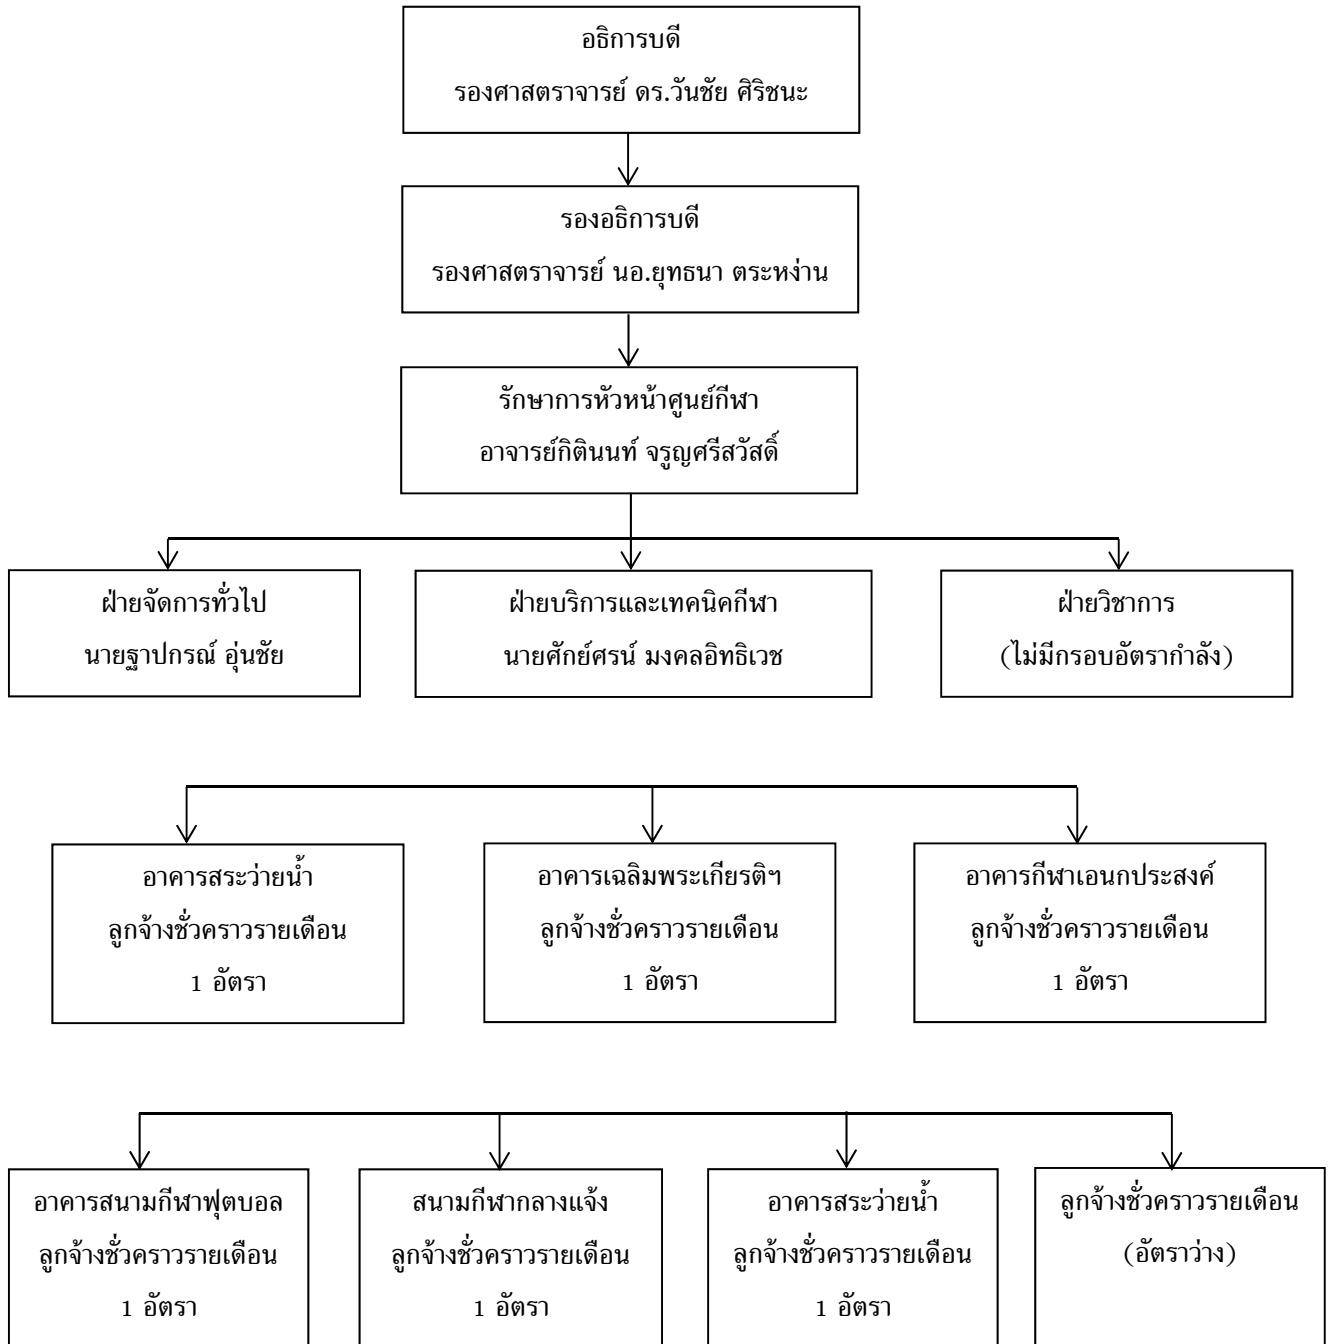 อธิการบดี
รองศาสตราจารย์ ดร.วันชัย ศิริชนะ
รองอธิการบดี
รองศาสตราจารย์ นอ.ยุทธนา ตระหง่าน
รักษาการหัวหน้าศูนย์กีฬา
อาจารย์กิตินนท์ จรูญศรีสวัสดิ์
ฝ่ายจัดการทั่วไป
นายฐาปกรณ์ อุ่นชัย
ฝ่ายบริการและเทคนิคกีฬา
นายศักย์ศรน์ มงคลอิทธิเวช
ฝ่ายวิชาการ
(ไม่มีกรอบอัตรากำลัง)
อาคารสระว่ายน้ำ
ลูกจ้างชั่วคราวรายเดือน
1 อัตรา
อาคารเฉลิมพระเกียรติฯ
ลูกจ้างชั่วคราวรายเดือน
1 อัตรา
อาคารกีฬาเอนกประสงค์
ลูกจ้างชั่วคราวรายเดือน
1 อัตรา
อาคารสนามกีฬาฟุตบอล
ลูกจ้างชั่วคราวรายเดือน
1 อัตรา
สนามกีฬากลางแจ้ง
ลูกจ้างชั่วคราวรายเดือน
1 อัตรา
อาคารสระว่ายน้ำ
ลูกจ้างชั่วคราวรายเดือน
1 อัตรา
ลูกจ้างชั่วคราวรายเดือน
(อัตราว่าง)